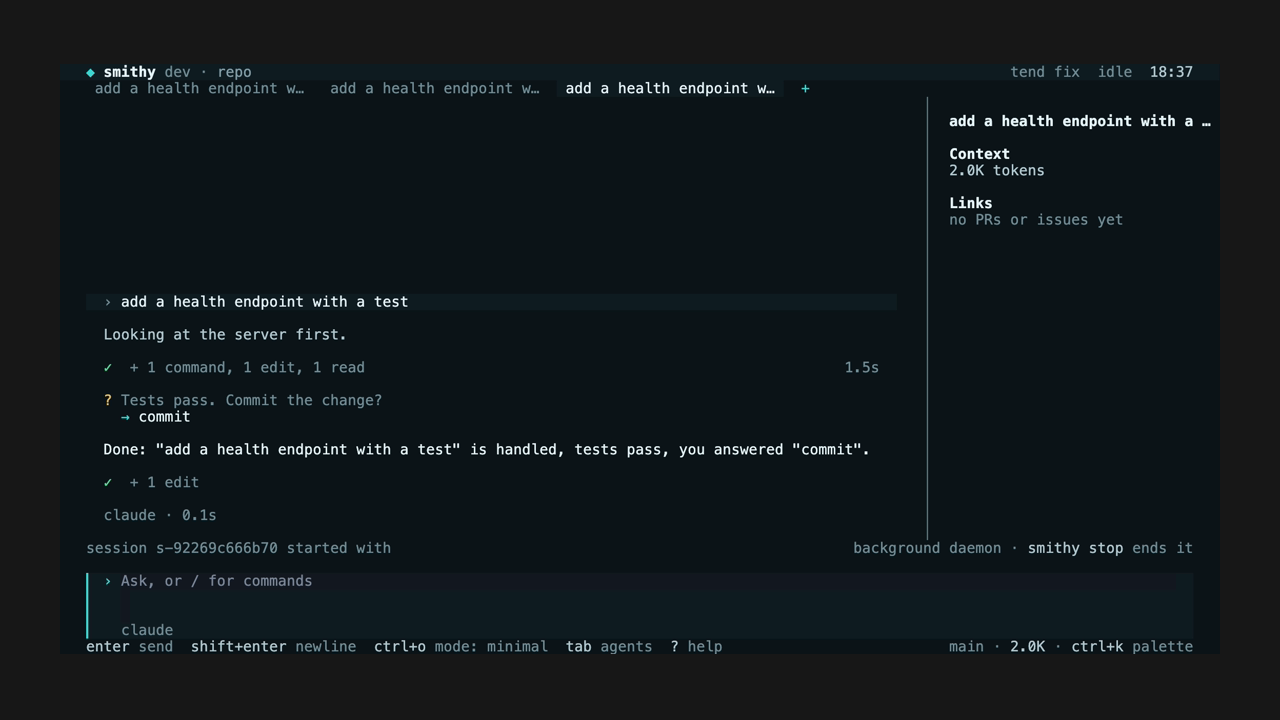 ◆ smithy dev · repo tend fix idle 18:37
add a health endpoint w… add a health endpoint w… add a health endpoint w… +
add a health endpoint with a …
Context
2.0K tokens
Links
no PRs or issues yet
› add a health endpoint with a test
Looking at the server first.
✓ + 1 command, 1 edit, 1 read 1.5s
? Tests pass. Commit the change?
→ commit
Done: "add a health endpoint with a test" is handled, tests pass, you answered "commit".
✓ + 1 edit
claude · 0.1s
session s-92269c666b70 started with background daemon · smithy stop ends it
› Ask, or / for commands
claude
enter send shift+enter newline ctrl+o mode: minimal tab agents ? help main · 2.0K · ctrl+k palette